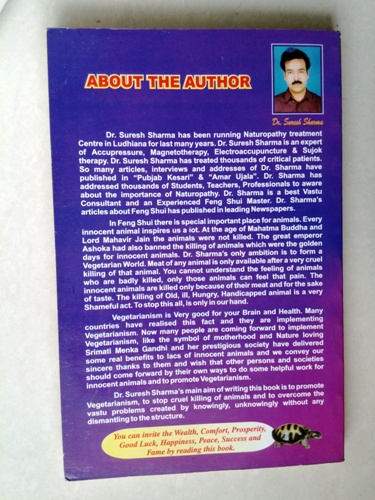 ABOUT THE AUTHOR
Dr. Suresh Sharma
Dr. Suresh Sharma has been running Naturopathy treatment
Centre in Ludhiana for last many years. Dr. Suresh Sharma is an expert
of Accupressure, Magnetotherapy, Electroaccupuncture & Sujok
therapy. Dr. Suresh Sharma has treated thousands of critical patients.
So many articles, interviews and addresses of Dr. Sharma have
published in "Pubjab Kesari" & "Amar Ujala". Dr. Sharma has
addressed thousands of Students, Teachers, Professionals to aware
about the importance of Naturopathy. Dr. Sharma is a best Vastu
Consultant and an Experienced Feng Shui Master. Dr. Sharma's
articles about Feng Shui has published in leading Newspapers.
In Feng Shui there is special important place for animals. Every
innocent animal inspires us a iot. At the age of Mahatma Buddha and
Lord Mahavir Jain the animals were not killed. The great emperor
Ashoka had also banned the killing of animals which were the golden
days for innocent animals. Dr. Sharma's only ambition is to form a
Vegetarian World. Meat of any animal is only available after a very cruel
killing of that animal. You cannot understand the feeling of animals
who are badly killed, only those animals can feel that pain. The
innocent animals are killed only because of their meat and for the sake
of taste. The killing of Old, ill, Hungry, Handicapped animal is a very
Shameful act. To stop this all, is only in our hand.
Vegetarianism is Very good for your Brain and Health. Many
countries have realised this fact and they are implementing
Vegetarianism. Now many people are coming forward to implement
Vegetarianism, like the symbol of motherhood and Nature loving
Srimati Menka Gandhi and her prestigious society have delivered
some real benefits to lacs of innocent animals and we convey our
sincere thanks to them and wish that other persons and societies
should come forward by their own ways to do some helpful work for
innocent animals and to promote Vegetarianism.
Dr. Suresh Sharma's main aim of writing this book is to promote
Vegetarianism, to stop cruel killing of animals and to overcome the
vastu problems created by knowingly, unknowingly without any
dismantling to the structure.
You can invite the Wealth, Comfort, Prosperity,
Good Luck, Happiness, Peace, Success and
Fame by reading this book.